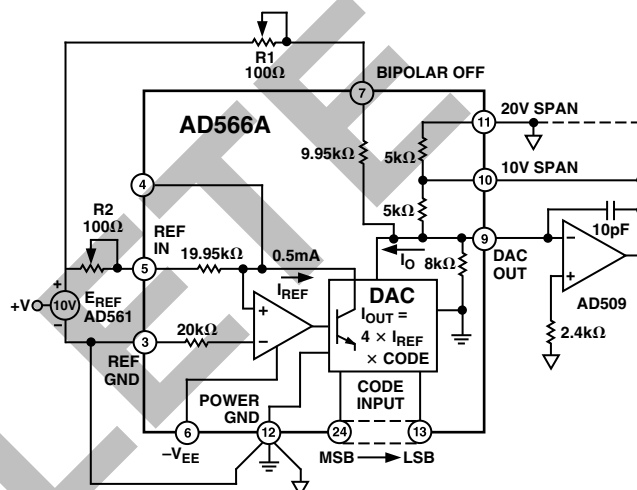 R1
100Ω
BIPOLAR OFF
7
AD566A
11
20V SPAN
9.95kΩ
5kΩ
4
10
10V SPAN
5kΩ
R2
100Ω
REF
IN
10pF
5
19.95kΩ
0.5mA
9
DAC
OUT
IREF
IO
8kΩ
+V
10V
+
−
EREF
AD561
+
−
DAC
IOUT =
4 × IREF
× CODE
−
+
AD509
3
20kΩ
REF
GND
2.4kΩ
POWER
GND
CODE
INPUT
6
12
24
13
−VEE
MSB
LSB
LETE